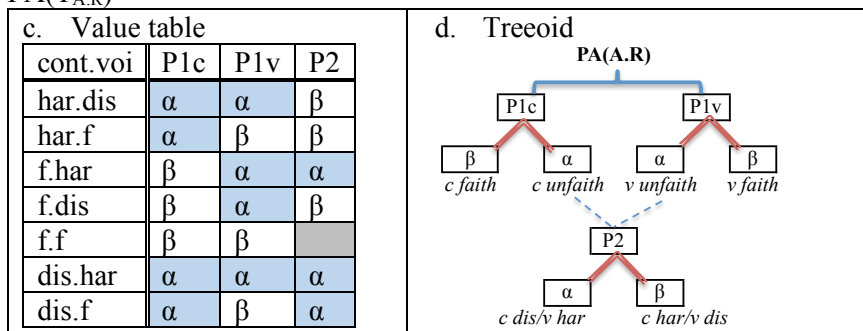 PA(T_A.R)
c. Value table
cont.voi P1c P1v P2
har.dis α α β
har.f α β β
f.har β α α
f.dis β α β
f.f β β
dis.har α α α
dis.f α β α
d. Treeoid
PA(A.R)
P1c P1v
β α α β
c faith c unfaith v unfaith v faith
P2
α β
c dis/v har c har/v dis